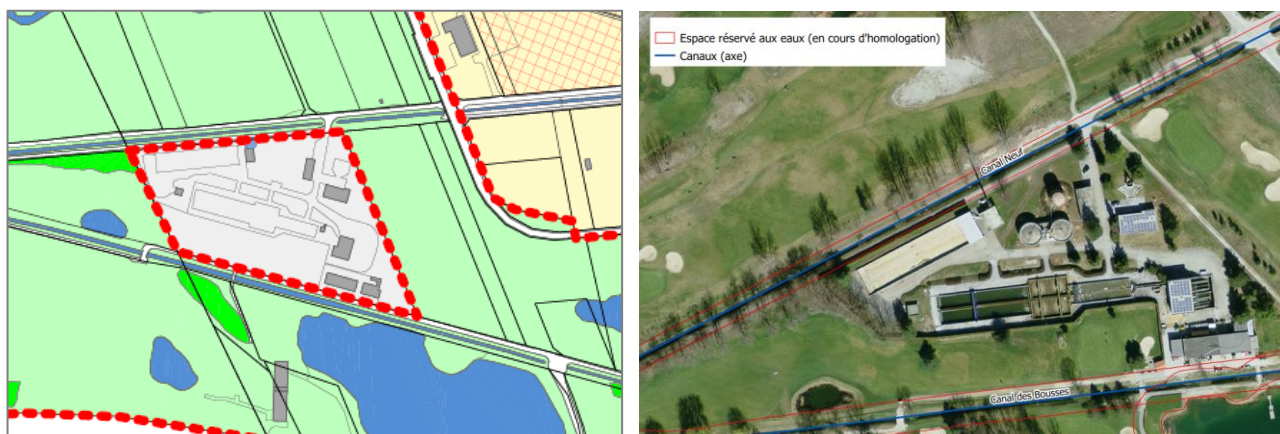 Espace réservé aux eaux (en cours d'homologation)
Canaux (axe)
Canal Neuf
Canal des Bousses